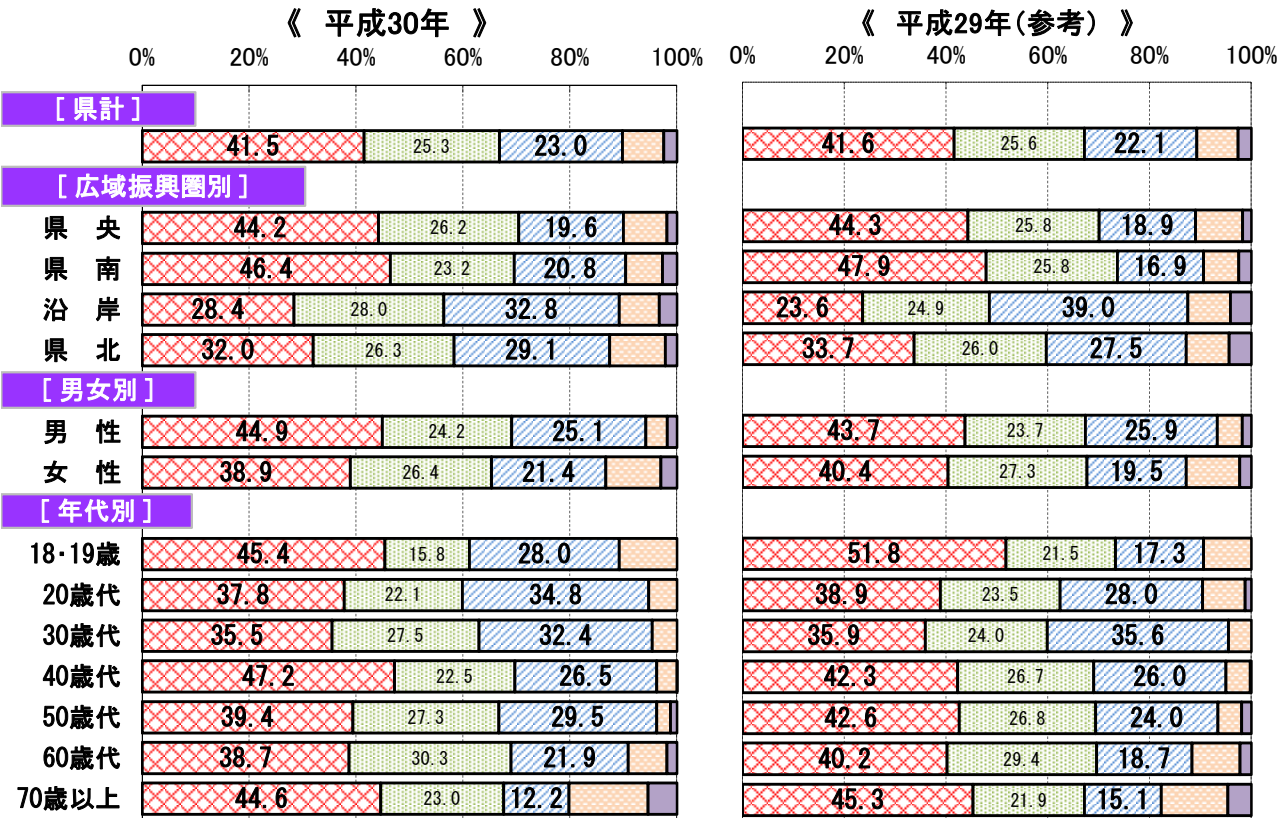 《 平成30年 》 《 平成29年(参考) 》
0% 20% 40% 60% 80% 100% 0% 20% 40% 60% 80% 100%
[ 県計 ]
41.5 25.3 23.0 41.6 25.6 22.1
[ 広域振興圏別 ]
県 央 44.2 26.2 19.6 44.3 25.8 18.9
県 南 46.4 23.2 20.8 47.9 25.8 16.9
沿 岸 28.4 28.0 32.8 23.6 24.9 39.0
県 北 32.0 26.3 29.1 33.7 26.0 27.5
[ 男女別 ]
男 性 44.9 24.2 25.1 43.7 23.7 25.9
女 性 38.9 26.4 21.4 40.4 27.3 19.5
[ 年代別 ]
18・19歳 45.4 15.8 28.0 51.8 21.5 17.3
20歳代 37.8 22.1 34.8 38.9 23.5 28.0
30歳代 35.5 27.5 32.4 35.9 24.0 35.6
40歳代 47.2 22.5 26.5 42.3 26.7 26.0
50歳代 39.4 27.3 29.5 42.6 26.8 24.0
60歳代 38.7 30.3 21.9 40.2 29.4 18.7
70歳以上 44.6 23.0 12.2 45.3 21.9 15.1